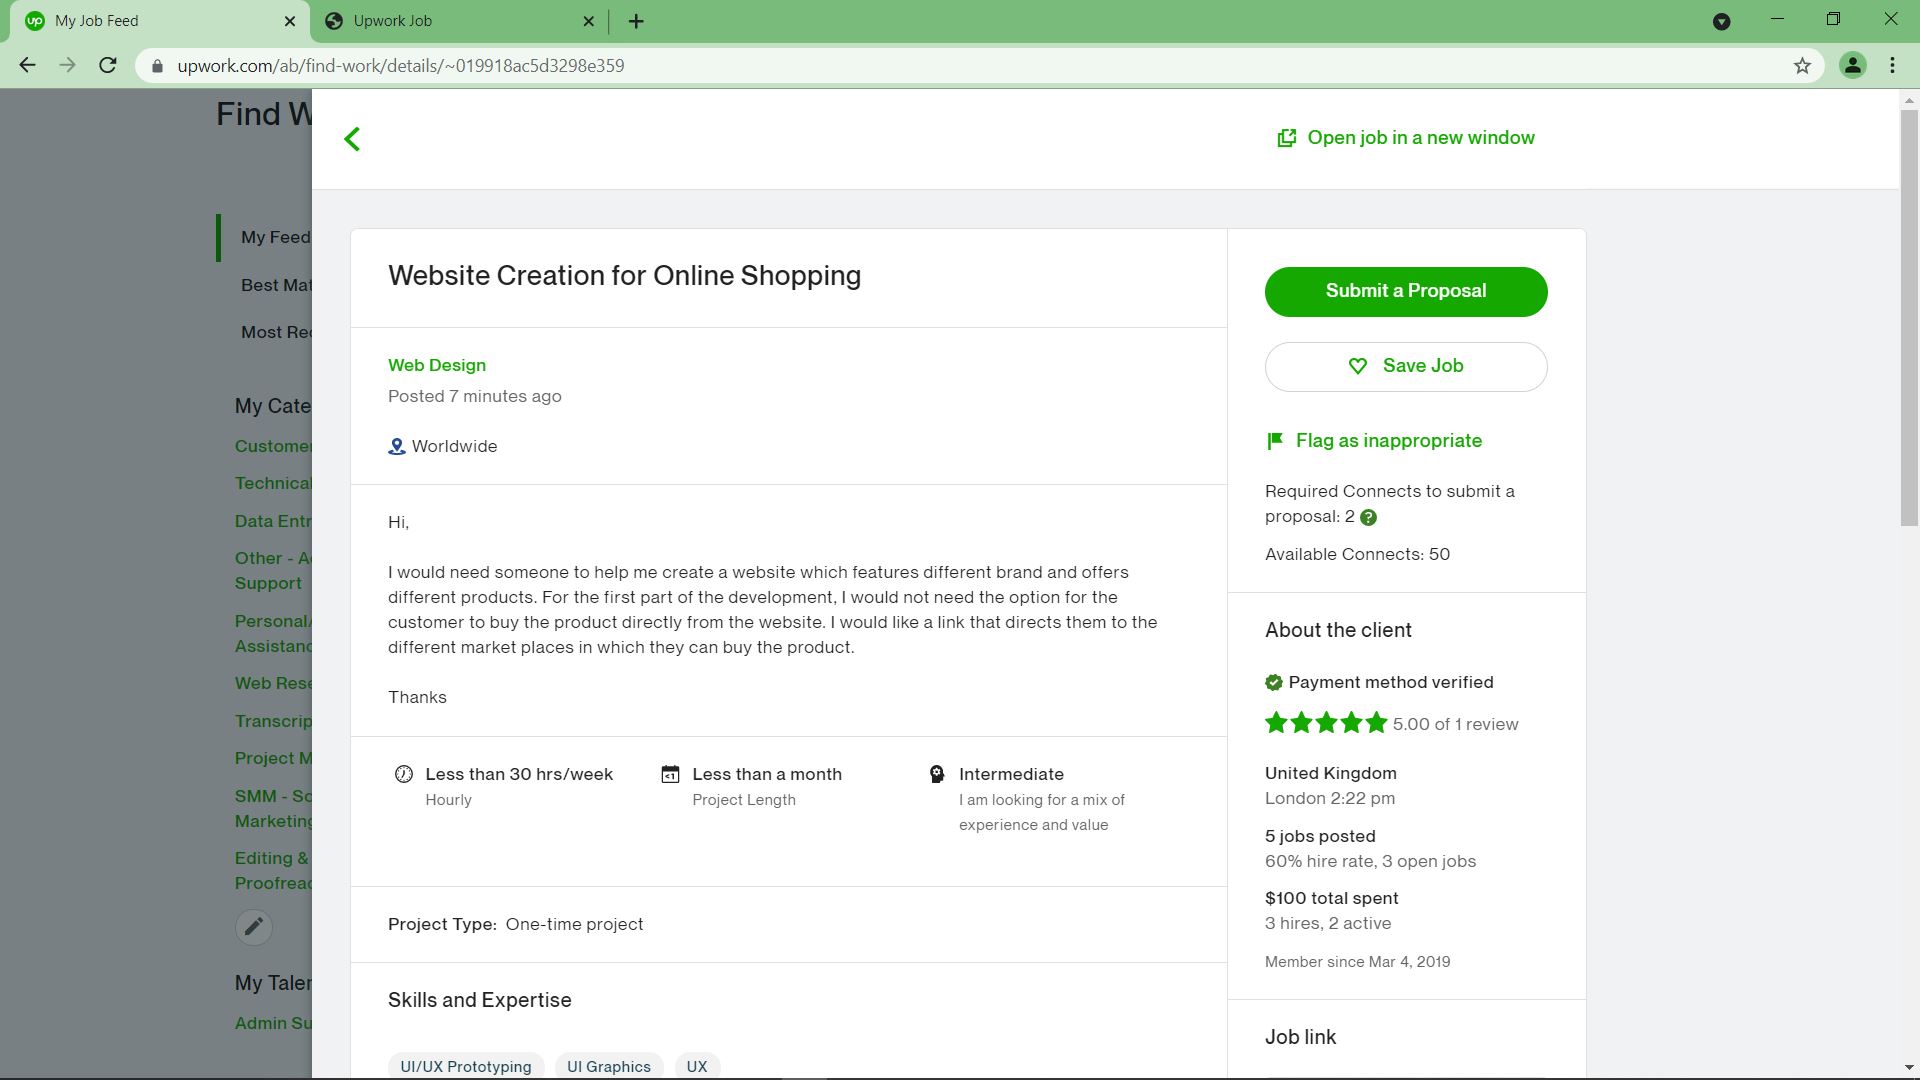 My Job Feed
Upwork Job
upwork.com/ab/find-work/details/~019918ac5d3298e359
Find W
My Feed
Best Mat
Most Rec
My Cate
Customer
Technical
Data Entr
Other - A
Support
Personal/
Assistanc
Web Rese
Transcrip
Project M
SMM - So
Marketing
Editing &
Proofread
My Talen
Admin Su
Open job in a new window
Website Creation for Online Shopping
Web Design
Posted 7 minutes ago
Worldwide
Hi,
I would need someone to help me create a website which features different brand and offers
different products. For the first part of the development, I would not need the option for the
customer to buy the product directly from the website. I would like a link that directs them to the
different market places in which they can buy the product.
Thanks
Less than 30 hrs/week
Hourly
Less than a month
Project Length
Intermediate
I am looking for a mix of
experience and value
Project Type: One-time project
Skills and Expertise
UI/UX Prototyping
UI Graphics
UX
Submit a Proposal
Save Job
Flag as inappropriate
Required Connects to submit a
proposal: 2
Available Connects: 50
About the client
Payment method verified
5.00 of 1 review
United Kingdom
London 2:22 pm
5 jobs posted
60% hire rate, 3 open jobs
$100 total spent
3 hires, 2 active
Member since Mar 4, 2019
Job link